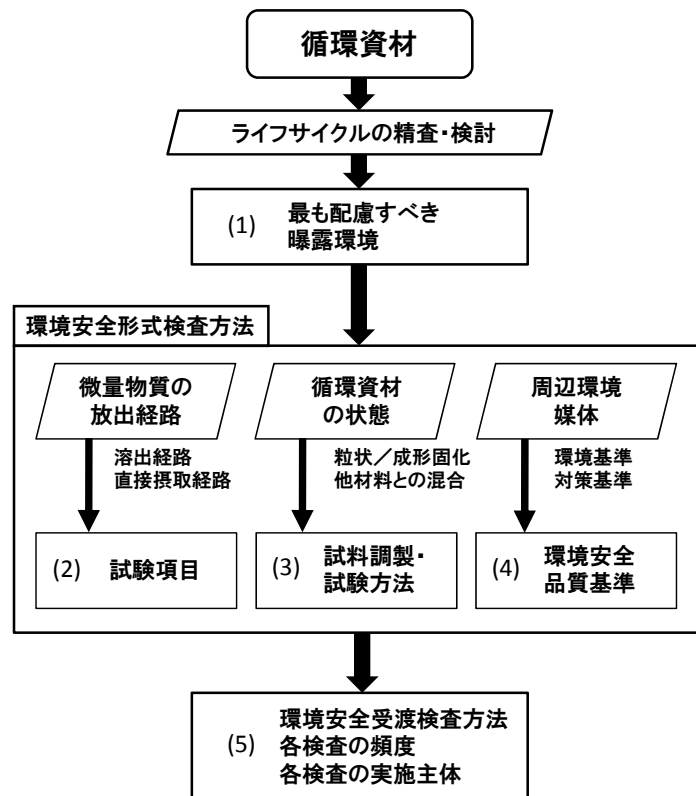 循環資材
ライフサイクルの精査・検討
(1) 最も配慮すべき
曝露環境
環境安全形式検査方法
微量物質の
放出経路
循環資材
の状態
周辺環境
媒体
溶出経路
直接摂取経路
粒状／成形固化
他材料との混合
環境基準
対策基準
(2) 試験項目
(3) 試料調製・
試験方法
(4) 環境安全
品質基準
(5) 環境安全受渡検査方法
各検査の頻度
各検査の実施主体